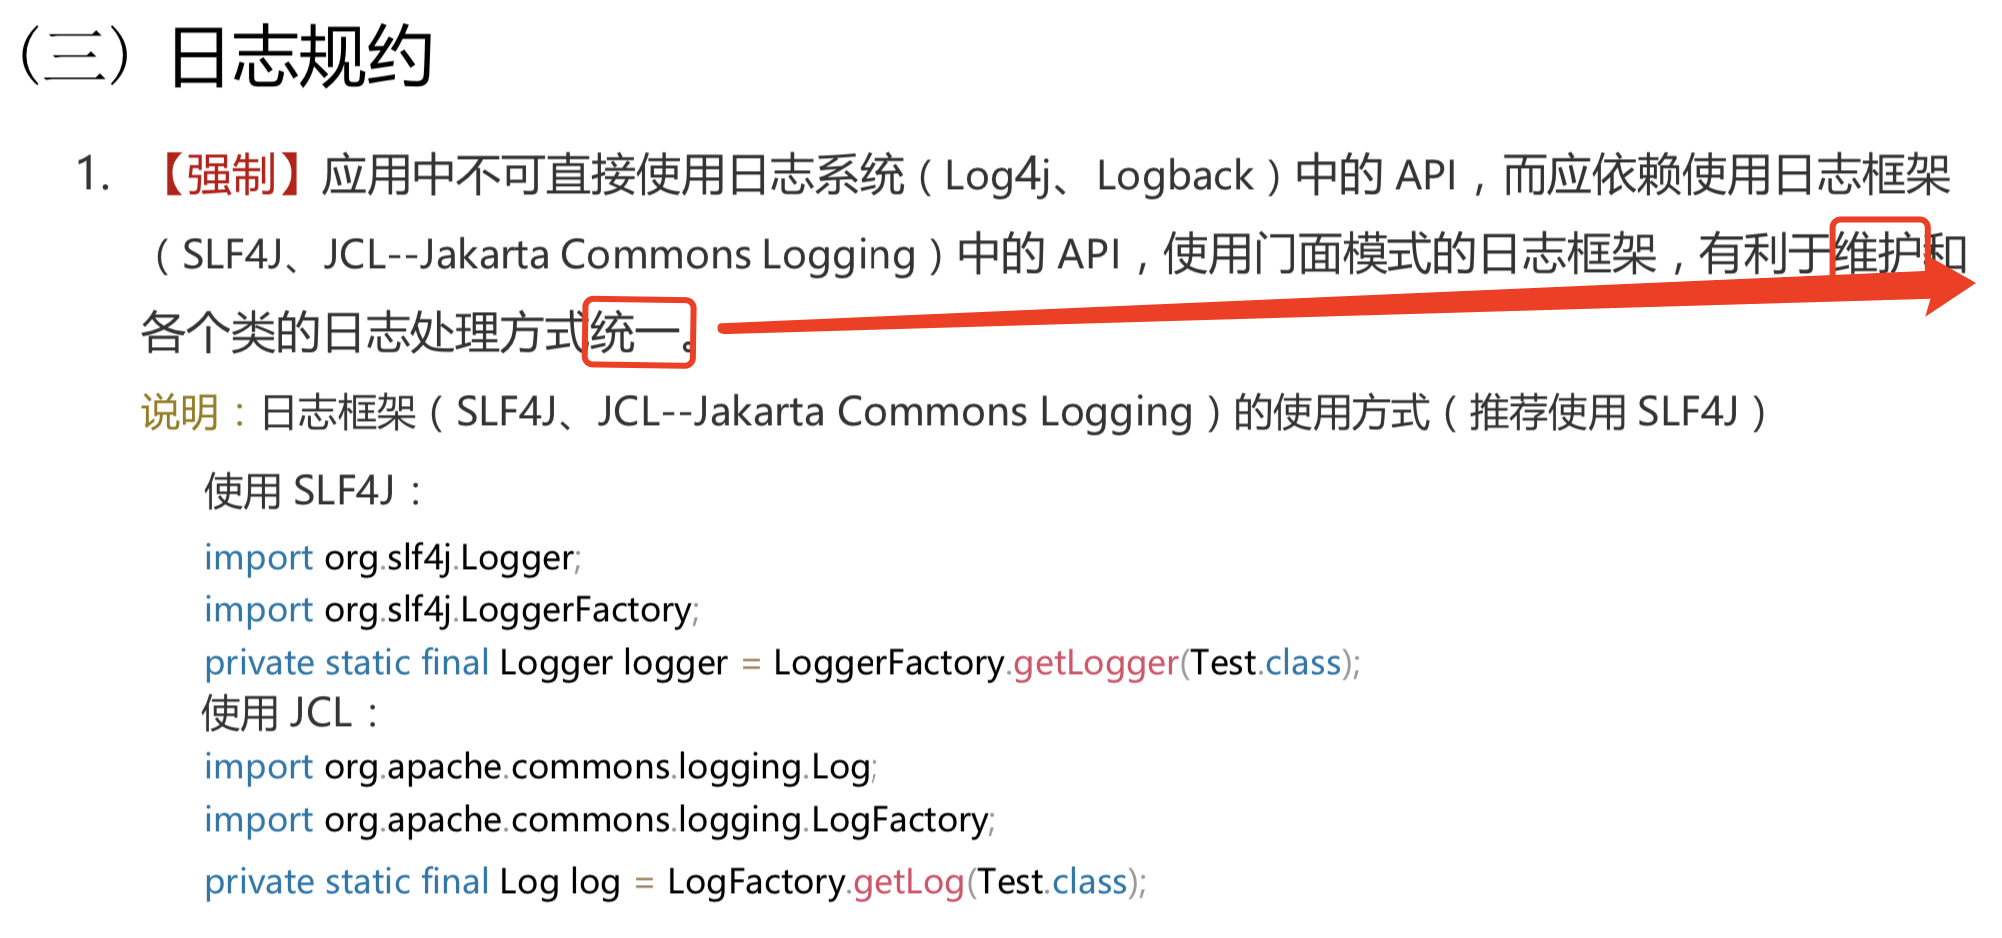 （三）日志规约
1. 【强制】应用中不可直接使用日志系统（Log4j、Logback）中的 API，而应依赖使用日志框架
（SLF4J、JCL--Jakarta Commons Logging）中的 API，使用门面模式的日志框架，有利于维护和
各个类的日志处理方式统一。
说明：日志框架（SLF4J、JCL--Jakarta Commons Logging）的使用方式（推荐使用 SLF4J）
使用 SLF4J：
import org.slf4j.Logger;
import org.slf4j.LoggerFactory;
private static final Logger logger = LoggerFactory.getLogger(Test.class);
使用 JCL：
import org.apache.commons.logging.Log;
import org.apache.commons.logging.LogFactory;
private static final Log log = LogFactory.getLog(Test.class);